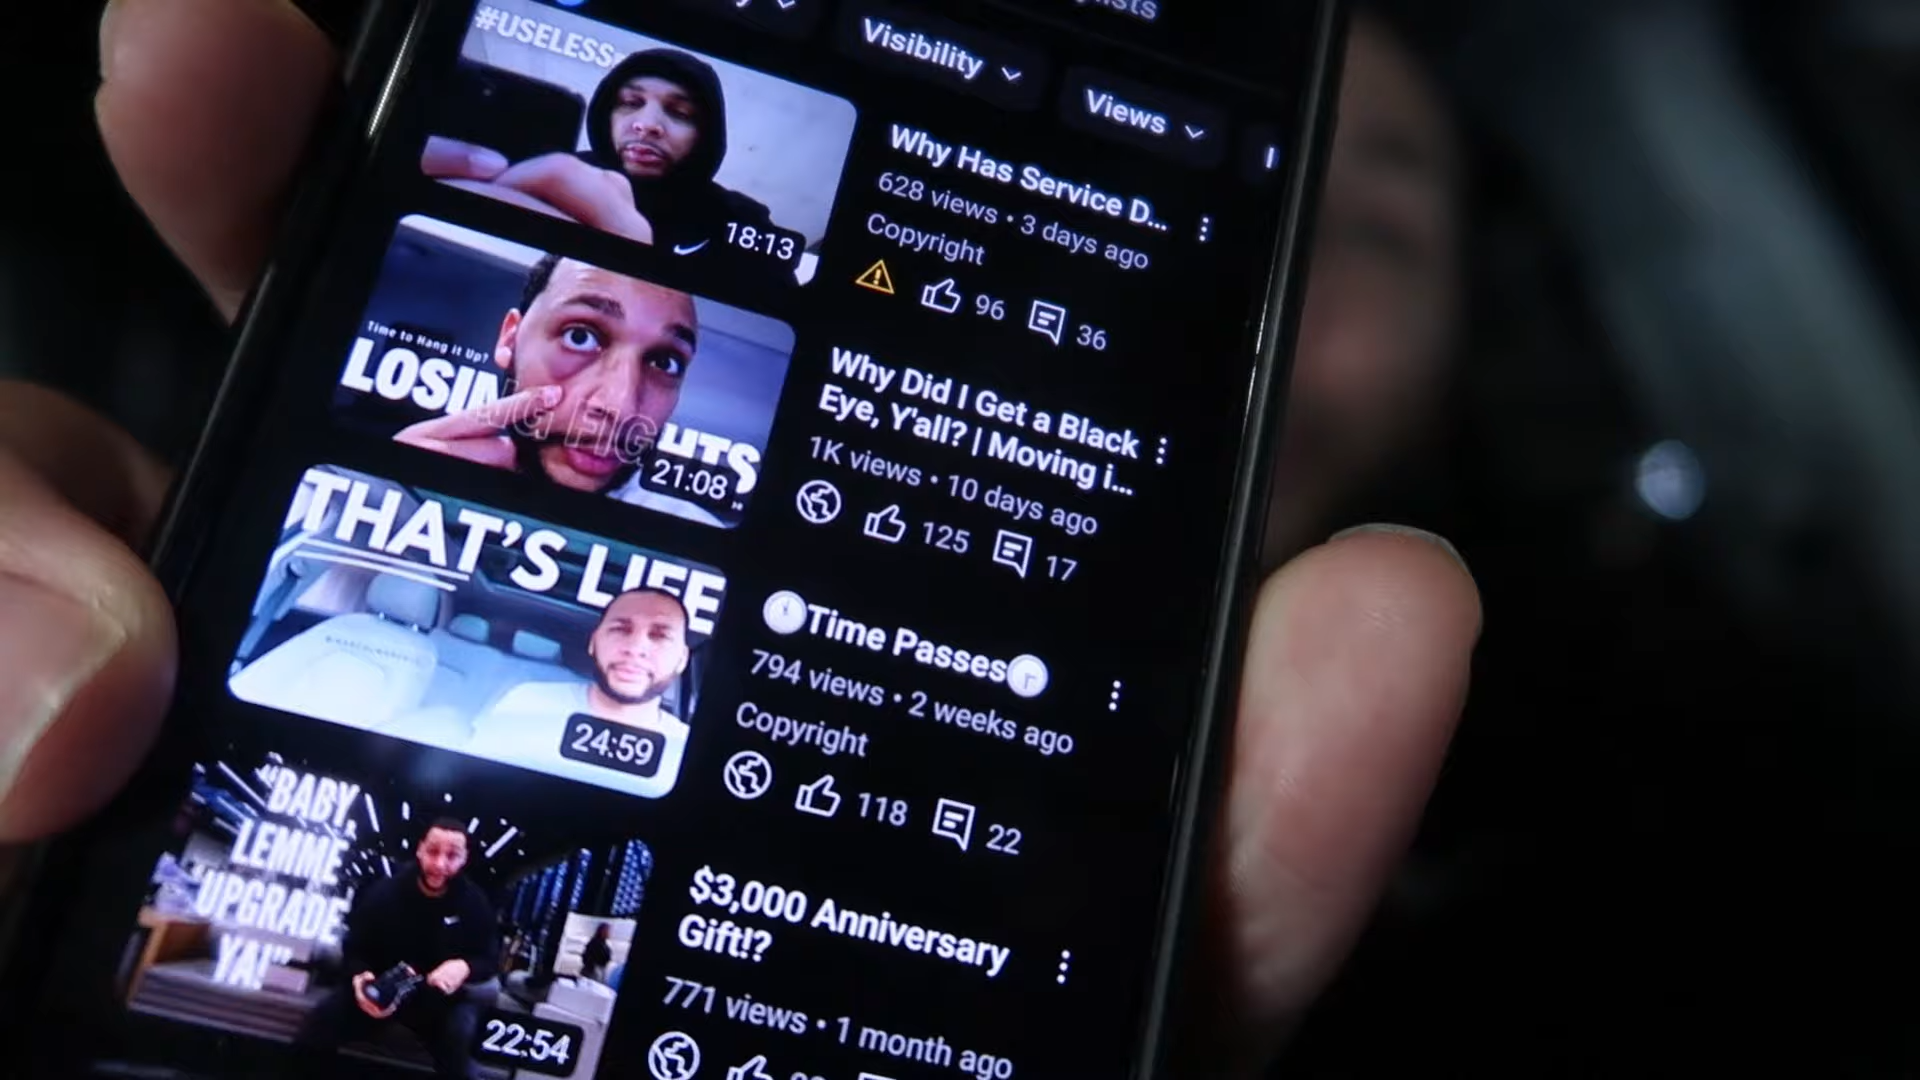 Visibility
Views
#USELESS
18:13
Why Has Service D...
628 views • 3 days ago
Copyright
96
36
Time to Hang it Up?
LOSING FIGHTS
21:08
Why Did I Get a Black
Eye, Y'all? | Moving i...
1K views • 10 days ago
125
17
THAT'S LIFE
24:59
🕛Time Passes🕞
794 views • 2 weeks ago
Copyright
118
22
"BABY,
LEMME
UPGRADE
YA!"
22:54
$3,000 Anniversary
Gift!?
771 views • 1 month ago